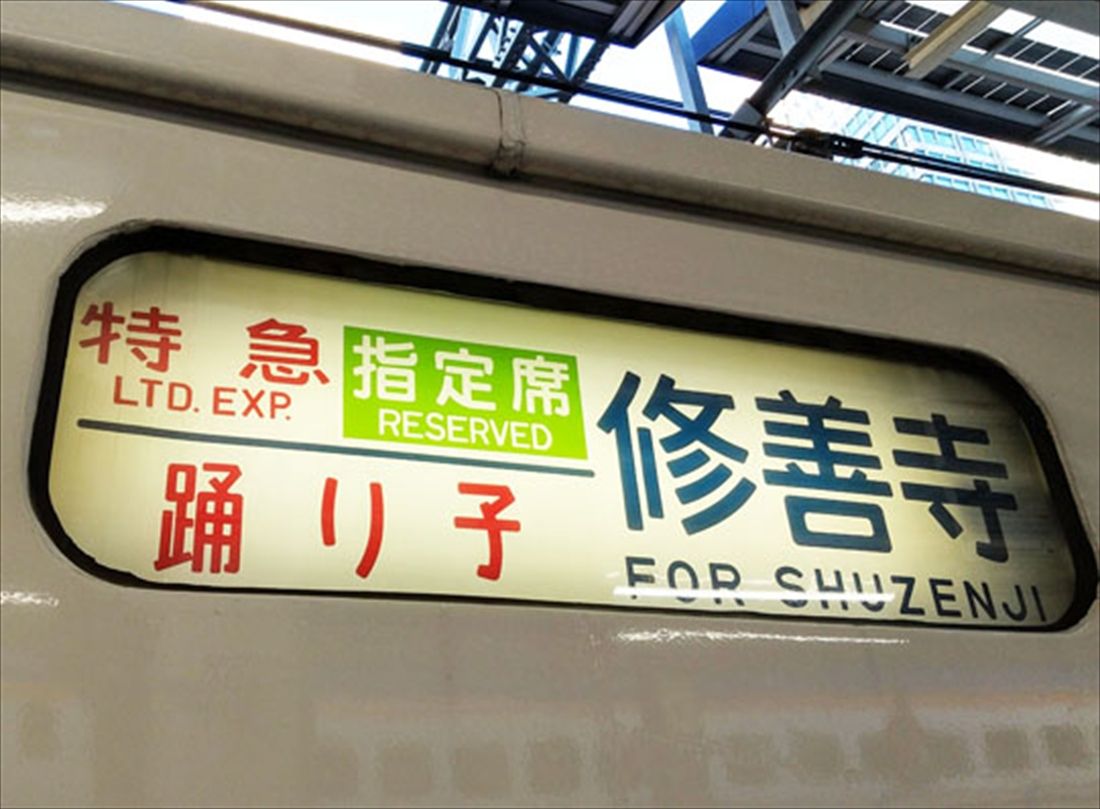 特急
LTD. EXP.
指定席
RESERVED
踊り子
修善寺
FOR SHUZENJI